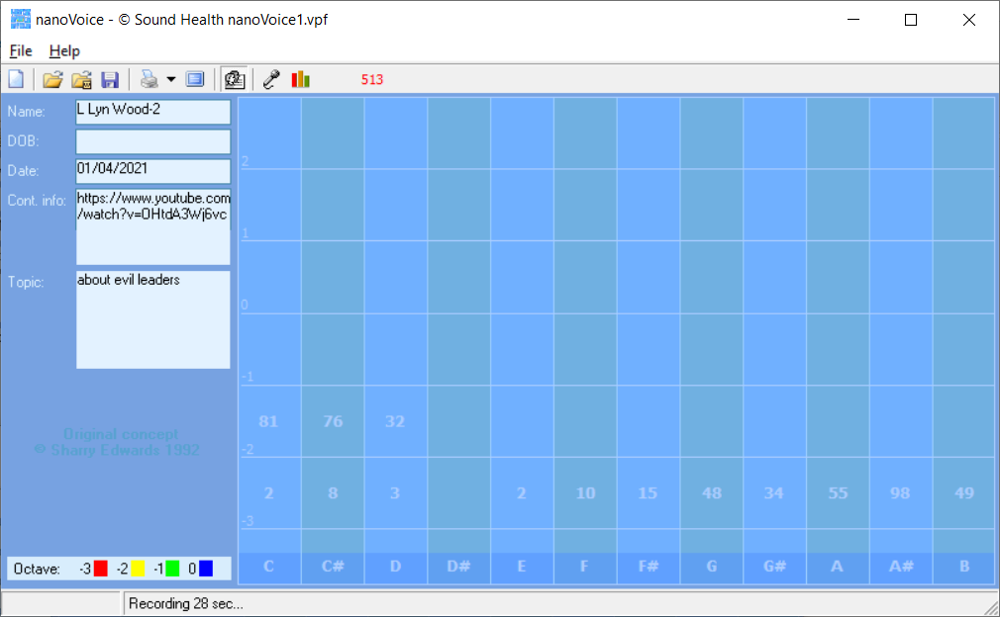 nanoVoice - © Sound Health nanoVoice1.vpf
File Help
513
Name: L Lyn Wood-2
DOB:
Date: 01/04/2021
Cont. info: https://www.youtube.com
/watch?v=OHtdA3Wj6vc
Topic: about evil leaders
Original concept
© Sharry Edwards 1992
Octave: -3 -2 -1 0
2
1
0
-1
81 76 32
-2
2 8 3 2 10 15 48 34 55 98 49
-3
C C# D D# E F F# G G# A A# B
Recording 28 sec...